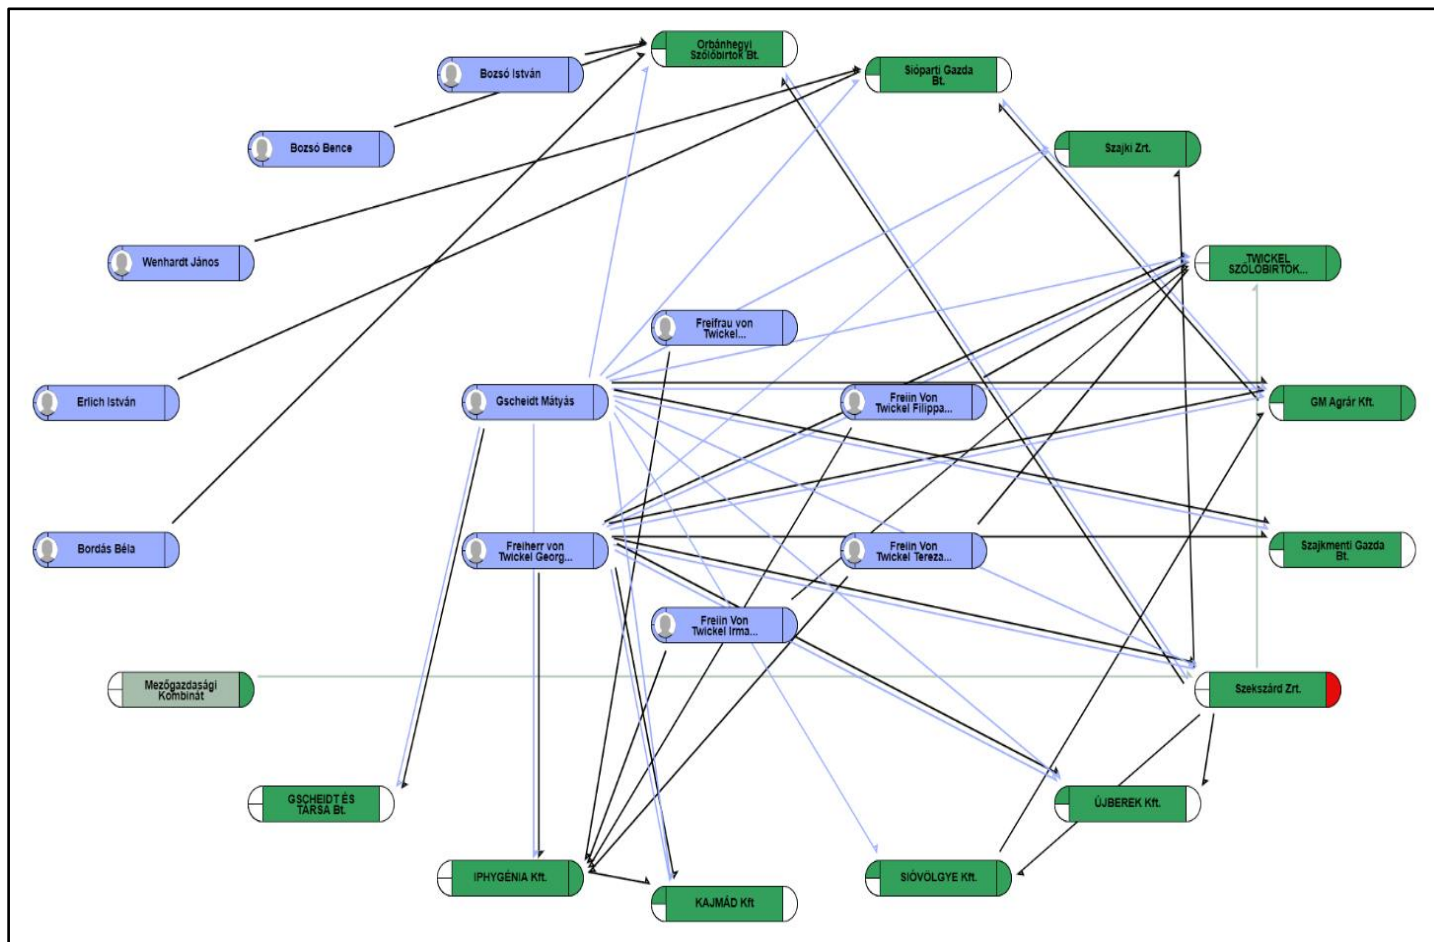 Orbánhegyi
Szőlőbirtok Bt.
Bozsó István
Sióparti Gazda
Bt.
Bozsó Bence
Szajki Zrt.
Wenhardt János
TWICKEL
SZŐLŐBIRTOK...
Freifrau von
Twickel...
Erlich István
Gscheidt Mátyás
Freiin Von
Twickel Filippa...
GM Agrár Kft.
Bordás Béla
Freiherr von
Twickel Georg...
Freiin Von
Twickel Tereza...
Szajkmenti Gazda
Bt.
Freiin Von
Twickel Irma...
Mezőgazdasági
Kombinát
Szekszárd Zrt.
GSCHEIDT ÉS
TÁRSA Bt.
ÚJBEREK Kft.
IPHYGÉNIA Kft.
SIÓVÖLGYE Kft.
KAJMÁD Kft